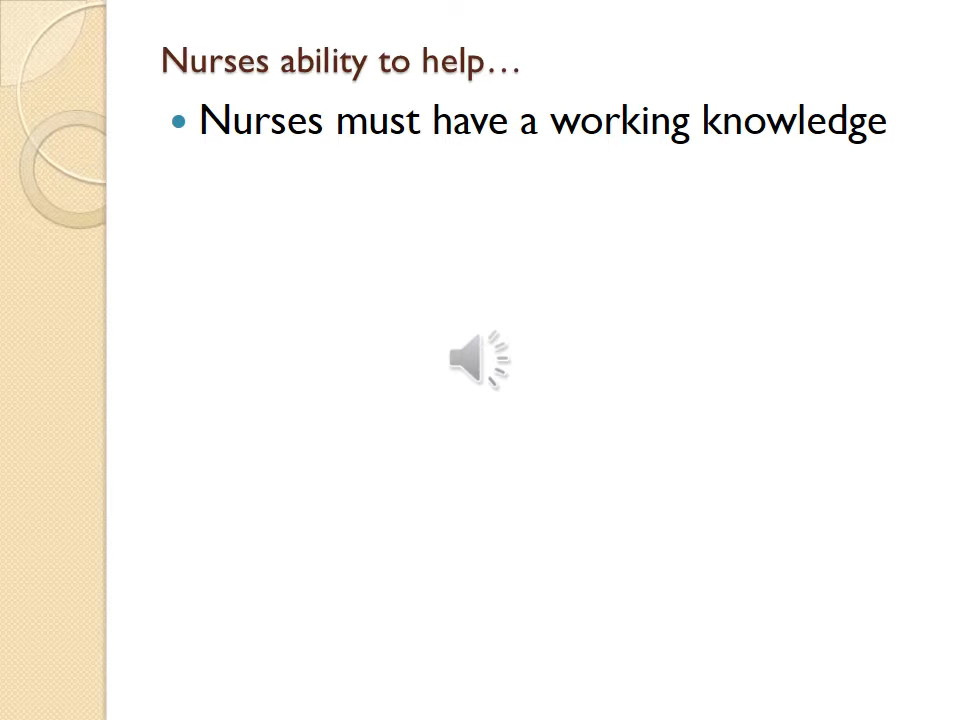 Nurses ability to help…
• Nurses must have a working knowledge